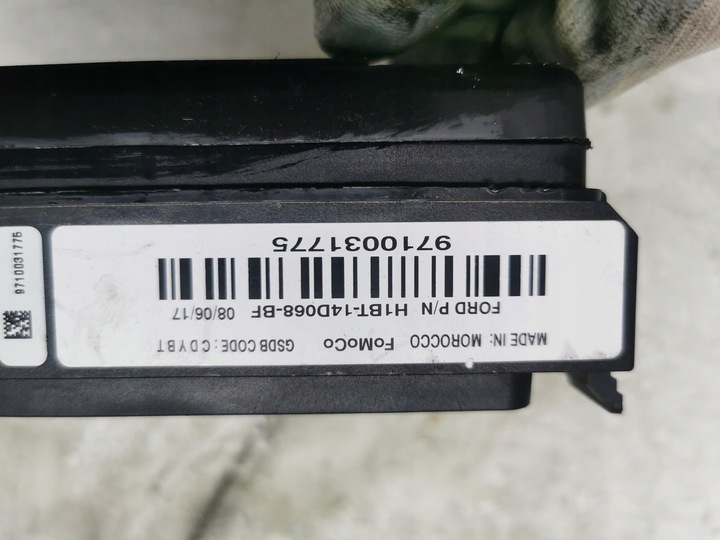 MADE IN: MOROCCO FoMoCo GSDB CODE: C D Y B T
FORD P/N H1BT-14D068-BF 08/06/17
9710031775
9710031775